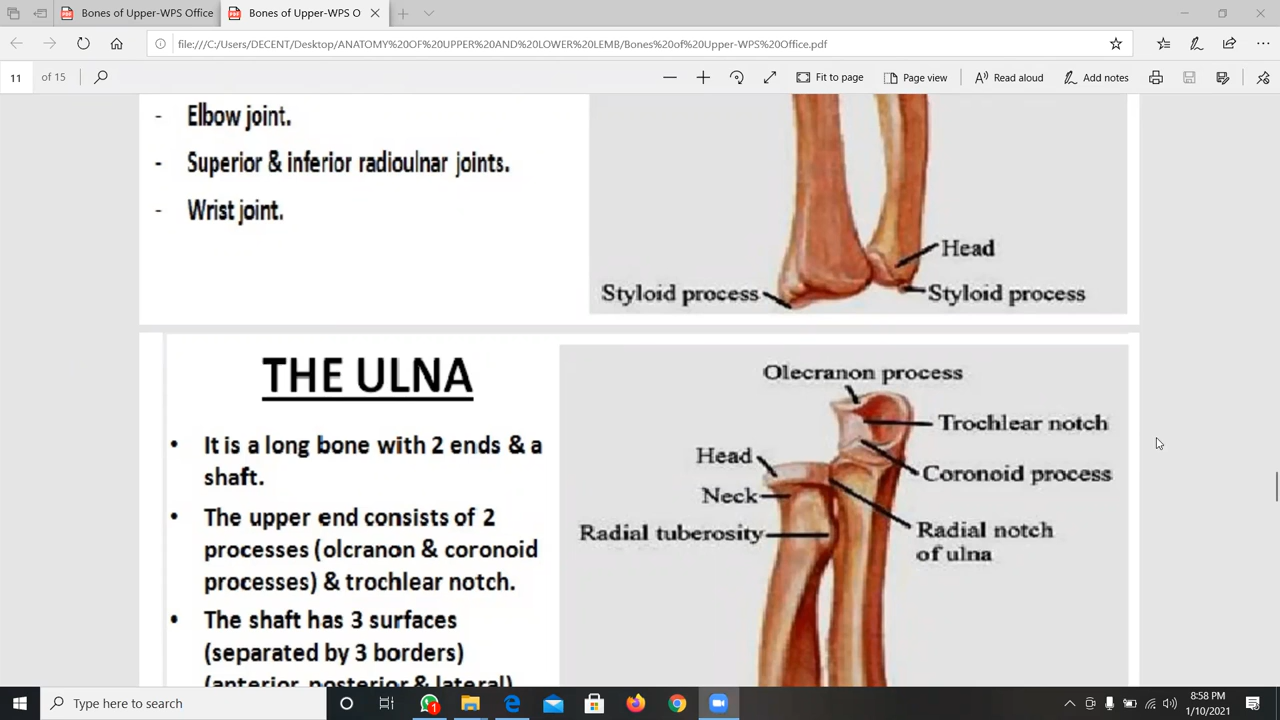 Bones of Upper-WPS Office
Bones of Upper-WPS O
file:///C:/Users/DECENT/Desktop/ANATOMY%20OF%20UPPER%20AND%20LOWER%20LEMB/Bones%20of%20Upper-WPS%20Office.pdf
11 of 15
Fit to page
Page view
Read aloud
Add notes
- Elbow joint.
- Superior & inferior radioulnar joints.
- Wrist joint.
Head
Styloid process
Styloid process
THE ULNA
• It is a long bone with 2 ends & a
shaft.
• The upper end consists of 2
processes (olcranon & coronoid
processes) & trochlear notch.
• The shaft has 3 surfaces
(separated by 3 borders)
(anterior, posterior & lateral)
Olecranon process
Trochlear notch
Head
Coronoid process
Neck
Radial tuberosity
Radial notch
of ulna
Type here to search
1
8:58 PM
1/10/2021